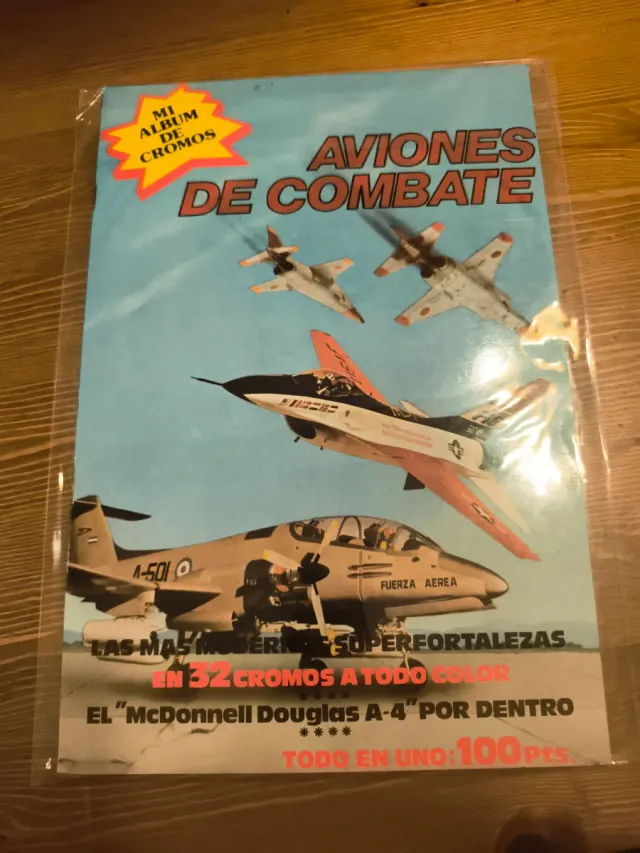 MI
ALBUM
DE
CROMOS
AVIONES
DE COMBATE
A-501
FUERZA AEREA
LAS MAS MODERNAS SUPERFORTALEZAS
EN 32 CROMOS A TODO COLOR
****
EL "McDonnell Douglas A-4" POR DENTRO
****
TODO EN UNO: 100 Pts.